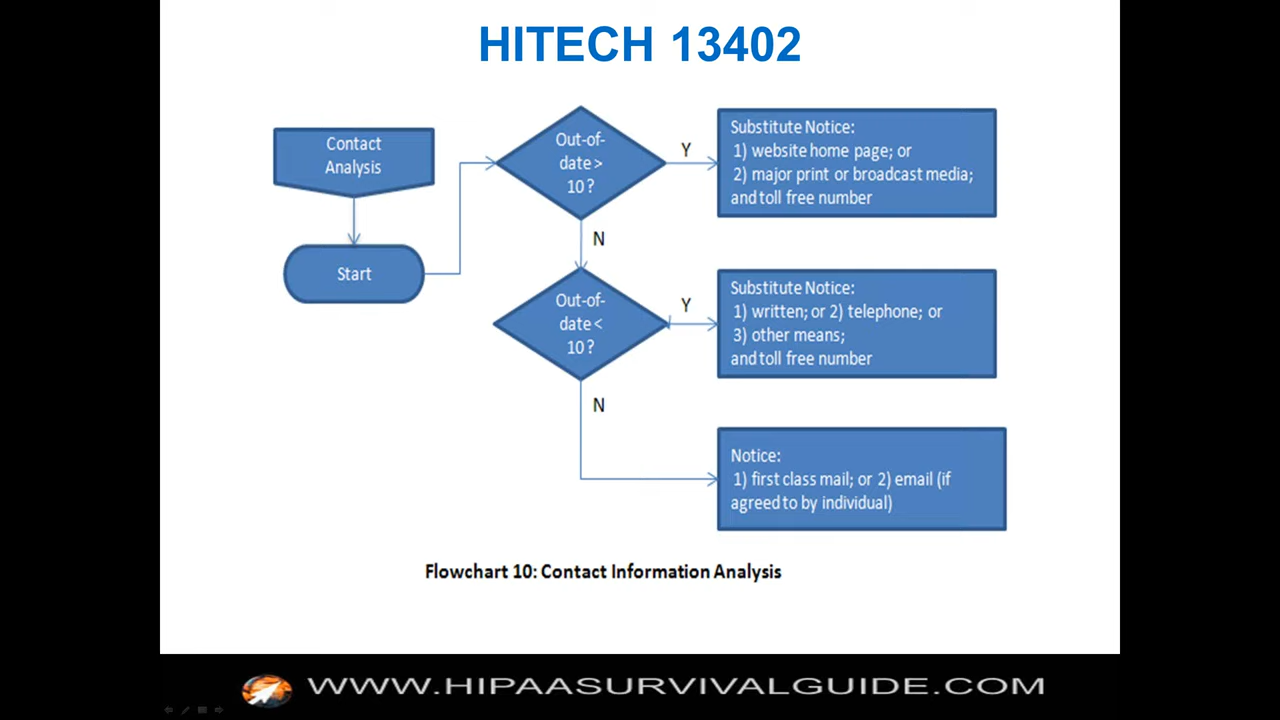 HITECH 13402
Contact
Analysis
Start
Out-of-
date >
10 ?
Y
Substitute Notice:
1) website home page; or
2) major print or broadcast media;
and toll free number
N
Out-of-
date <
10 ?
Y
Substitute Notice:
1) written; or 2) telephone; or
3) other means;
and toll free number
N
Notice:
1) first class mail; or 2) email (if
agreed to by individual)
Flowchart 10: Contact Information Analysis
WWW.HIPAASURVIVALGUIDE.COM